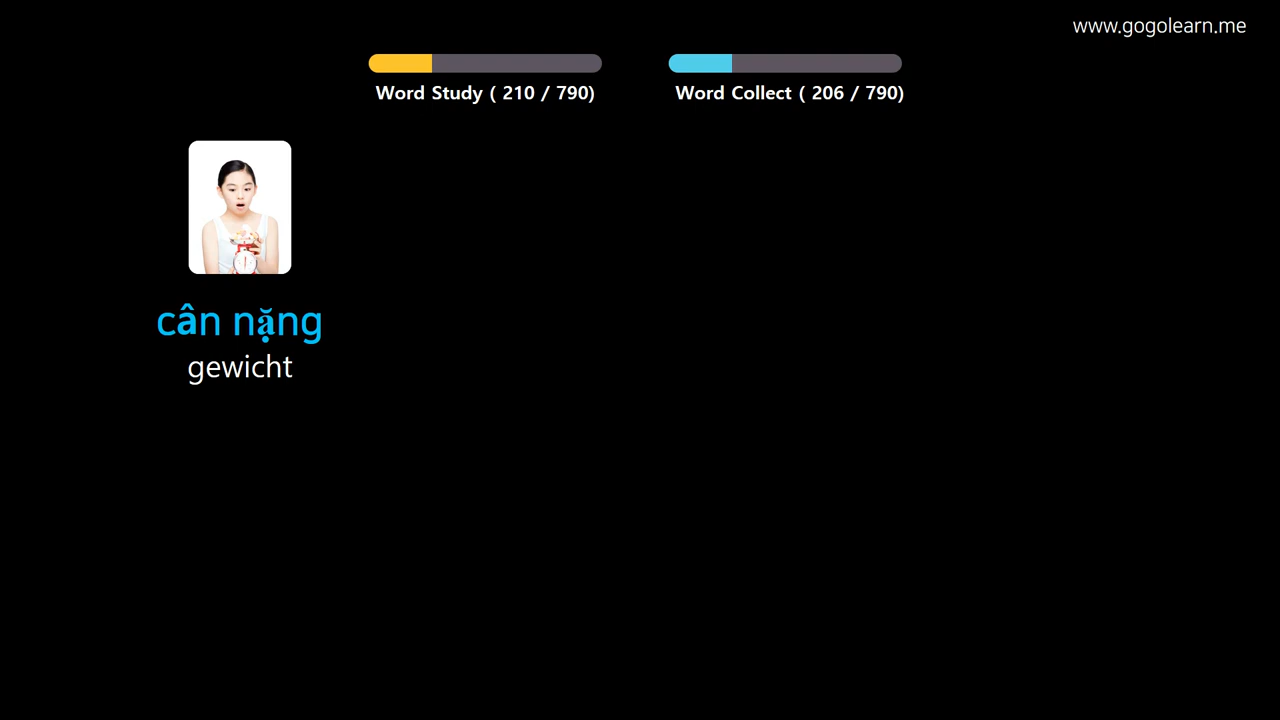 www.gogolearn.me
Word Study ( 210 / 790)
Word Collect ( 206 / 790)
cân nặng
gewicht